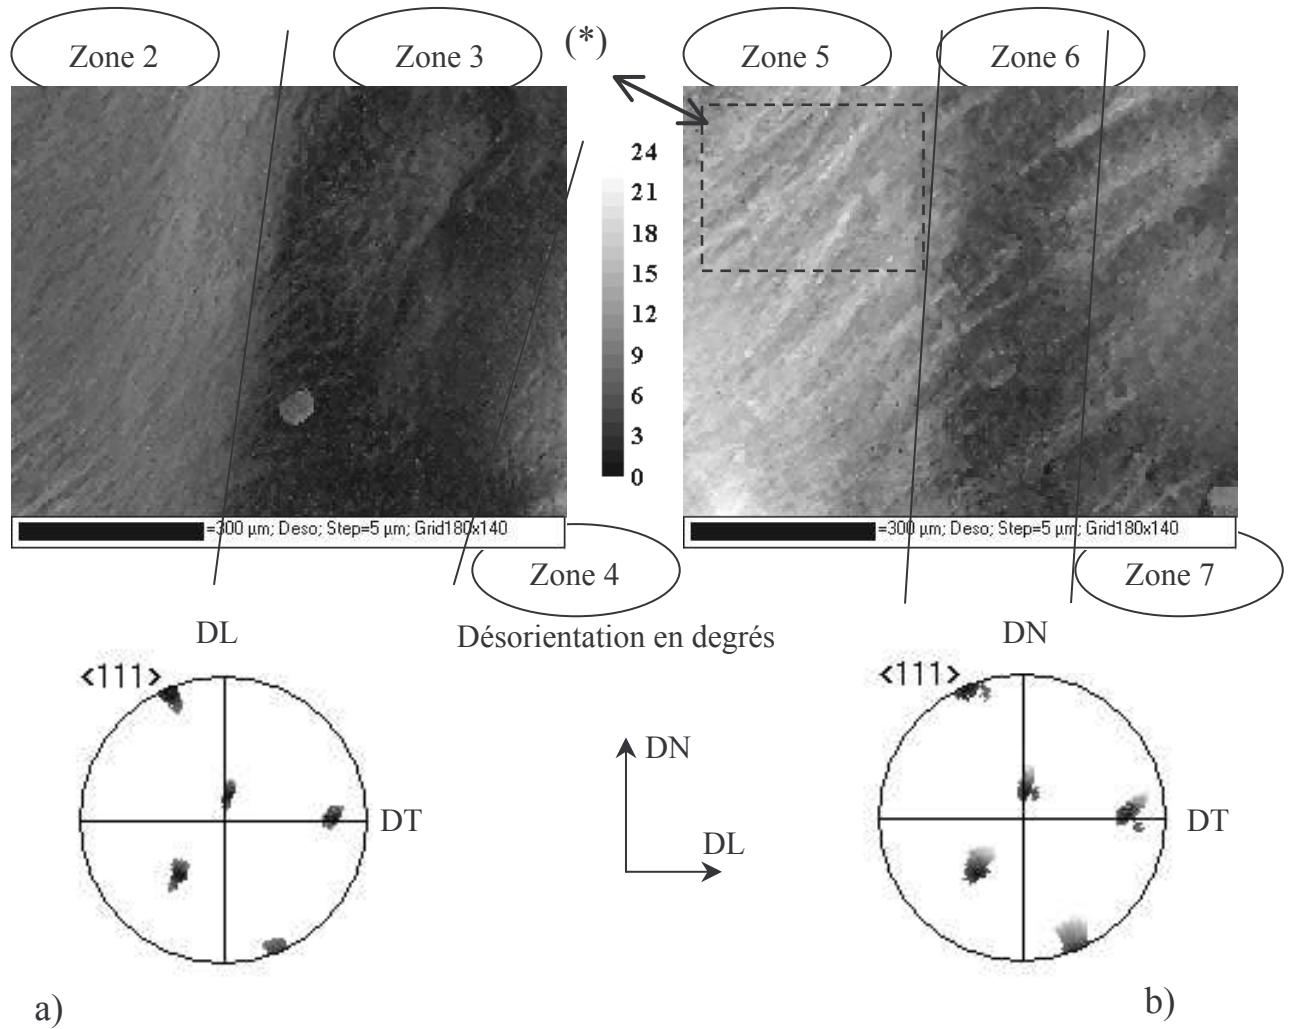 Zone 2
Zone 3
(*)
Zone 5
Zone 6
24
21
18
15
12
9
6
3
0
=300 µm; Deso; Step=5 µm; Grid180x140
=300 µm; Deso; Step=5 µm; Grid180x140
Zone 4
Zone 7
DL
Désorientation en degrés
DN
<111>
<111>
DN
DT
DL
DT
a)
b)